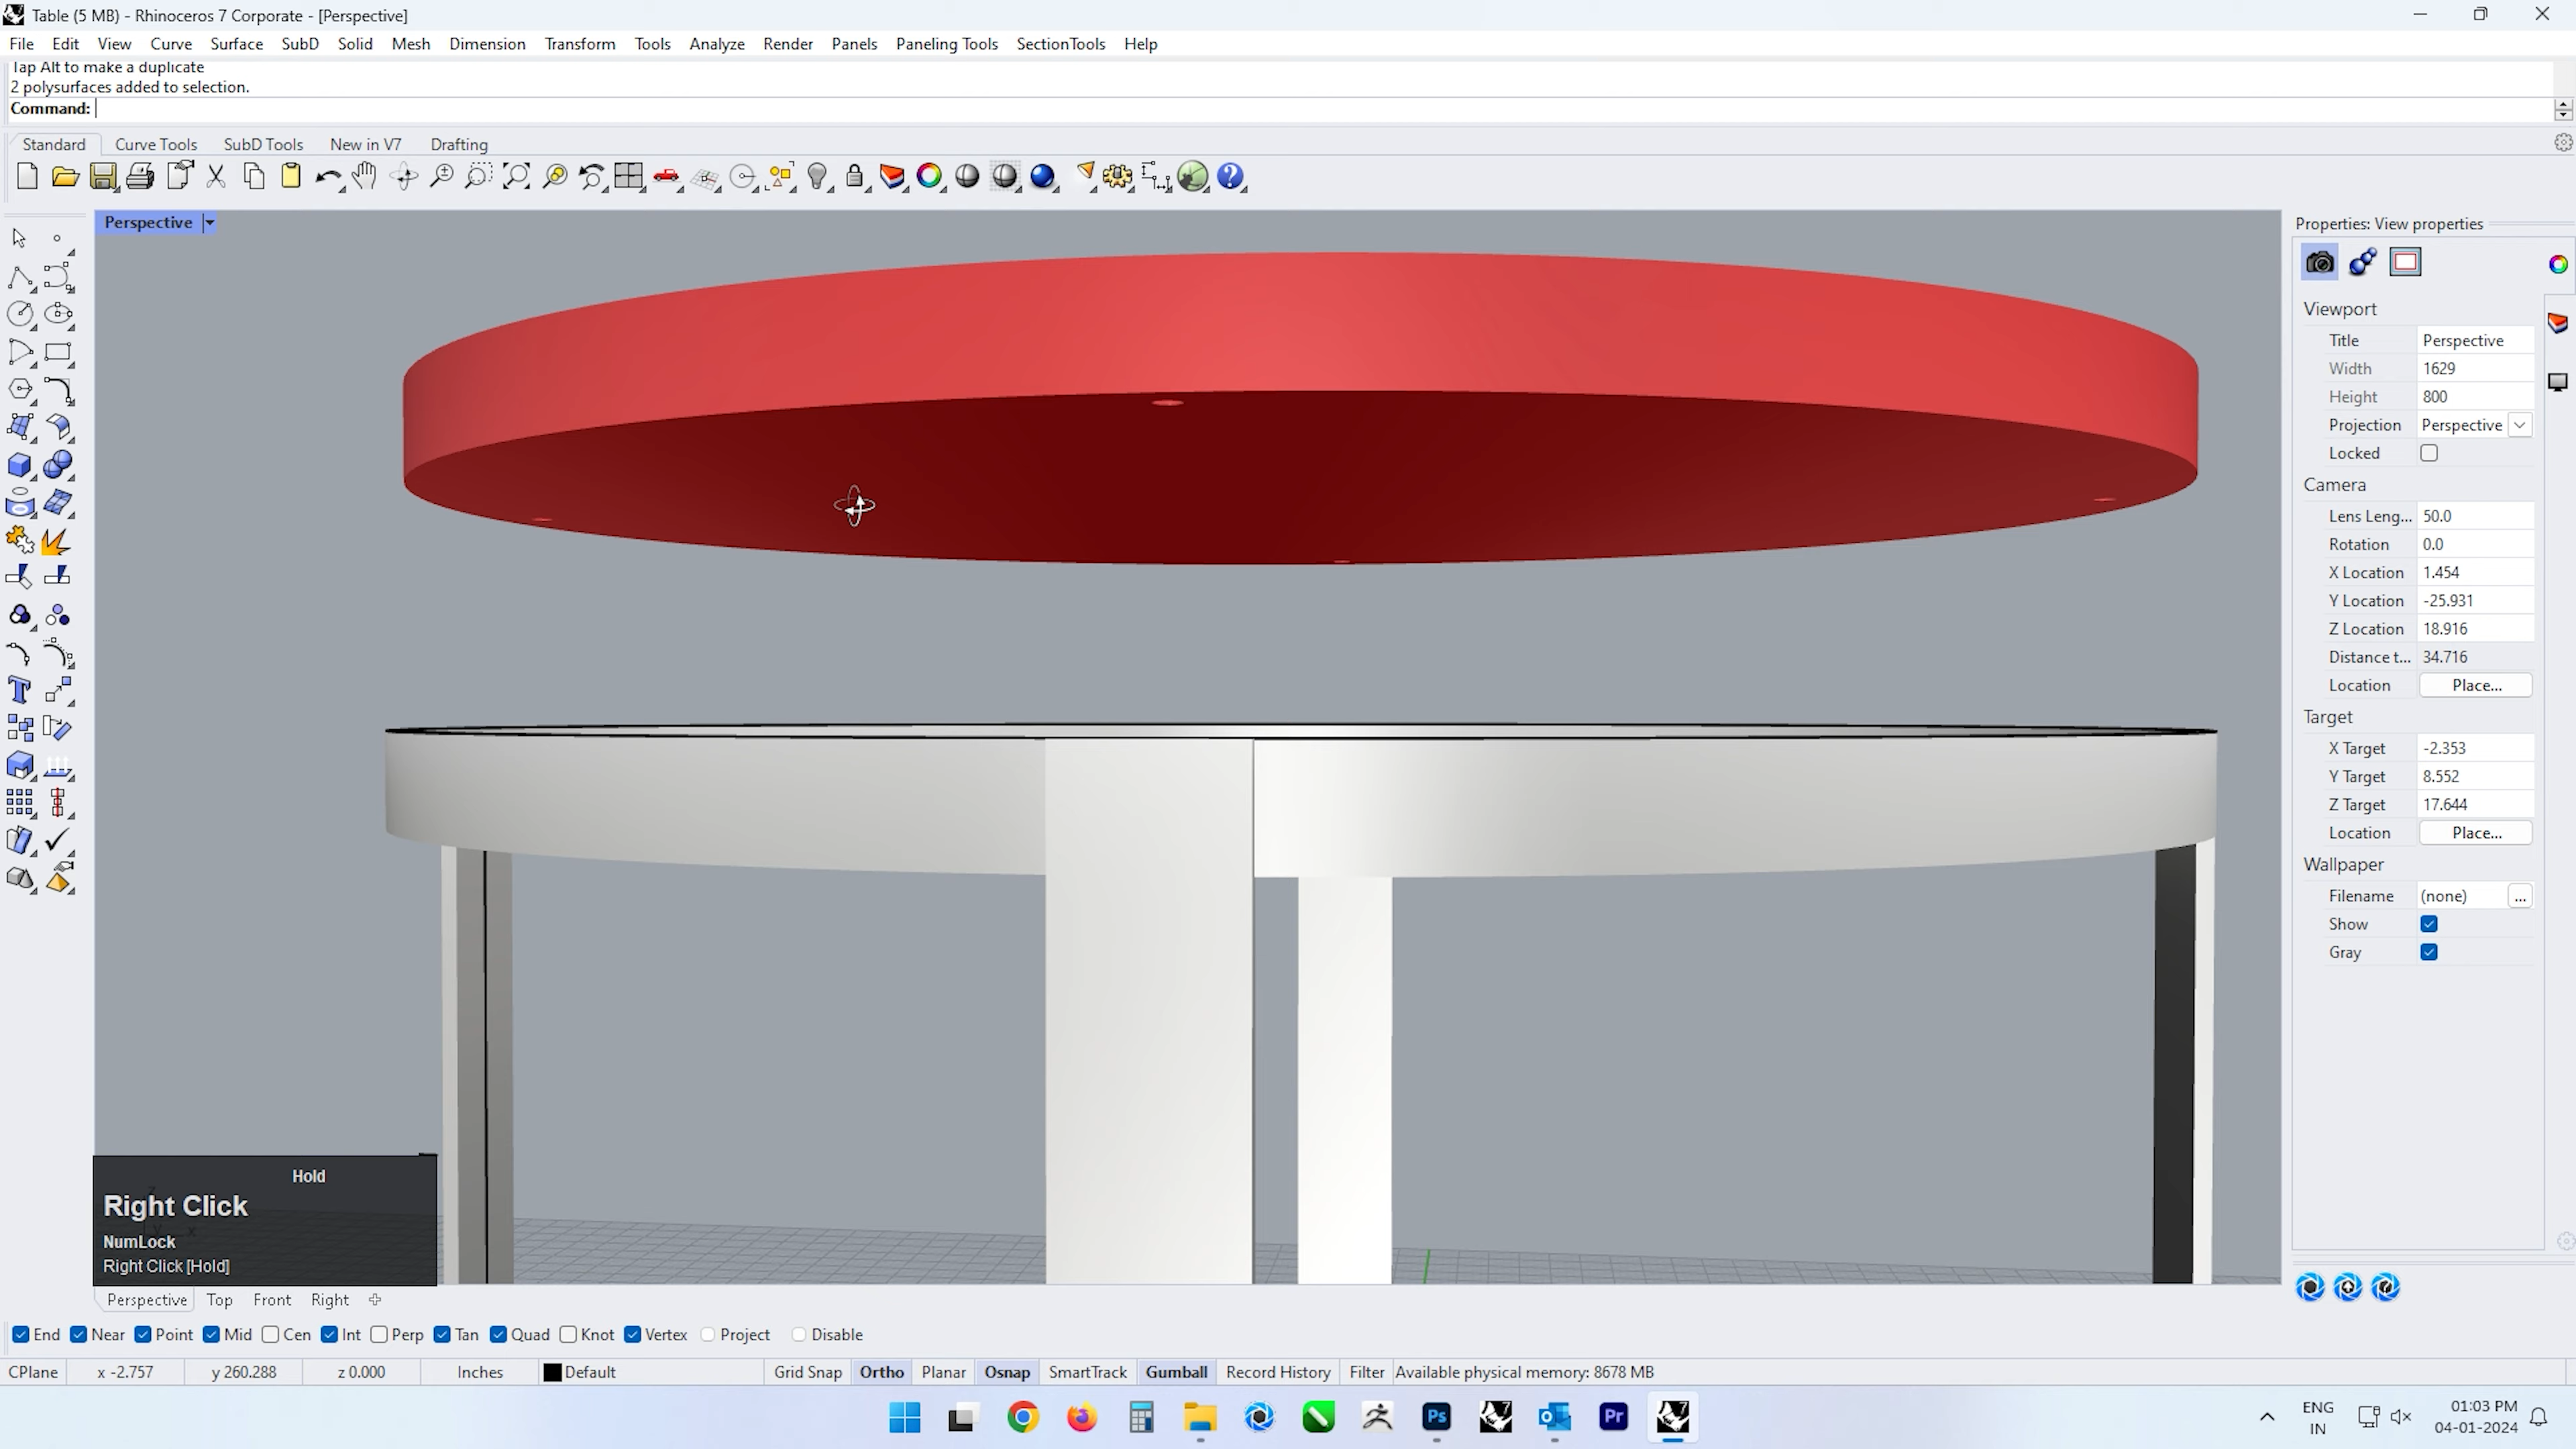 Table (5 MB) - Rhinoceros 7 Corporate - [Perspective]
File Edit View Curve Surface SubD Solid Mesh Dimension Transform Tools Analyze Render Panels Paneling Tools SectionTools Help
Tap Alt to make a duplicate
2 polysurfaces added to selection.
Command:
Standard Curve Tools SubD Tools New in V7 Drafting
Perspective
Properties: View properties
Viewport
Title Perspective
Width 1629
Height 800
Projection Perspective
Locked
Camera
Lens Leng... 50.0
Rotation 0.0
X Location 1.454
Y Location -25.931
Z Location 18.916
Distance t... 34.716
Location Place...
Target
X Target -2.353
Y Target 8.552
Z Target 17.644
Location Place...
Wallpaper
Filename (none) ...
Show
Gray
Hold
Right Click
NumLock
Right Click [Hold]
Perspective Top Front Right
End Near Point Mid Cen Int Perp Tan Quad Knot Vertex Project Disable
CPlane x -2.757 y 260.288 z 0.000 Inches Default Grid Snap Ortho Planar Osnap SmartTrack Gumball Record History Filter Available physical memory: 8678 MB
Ps Pr
ENG
IN
01:03 PM
04-01-2024